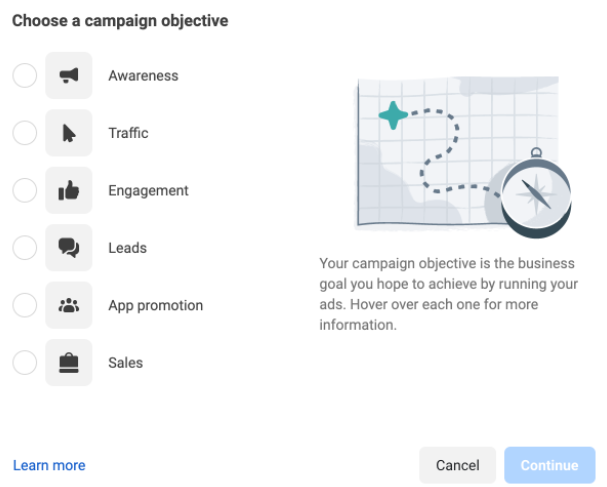 Choose a campaign objective
Awareness
Traffic
Engagement
Leads
App promotion
Sales
Your campaign objective is the business
goal you hope to achieve by running your
ads. Hover over each one for more
information.
Learn more
Cancel
Continue